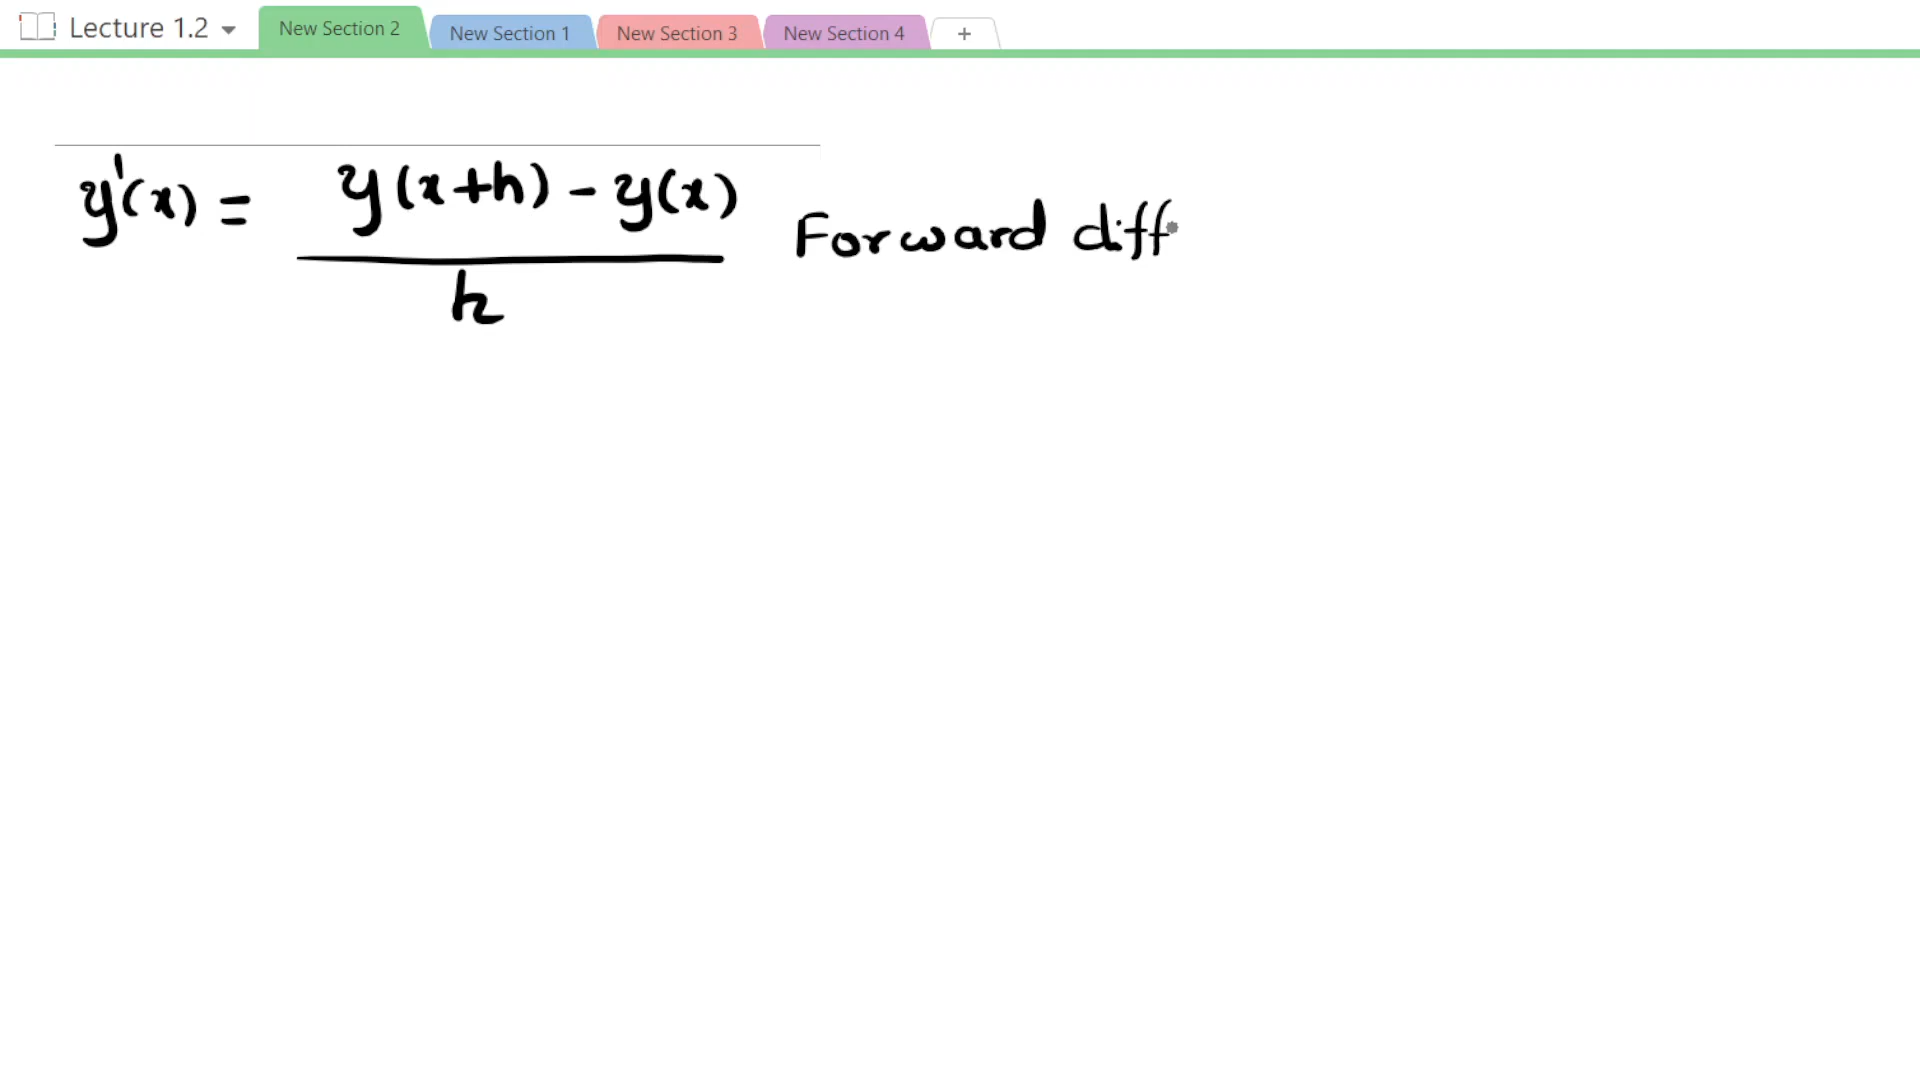 Lecture 1.2 New Section 2 New Section 1 New Section 3 New Section 4 +
y'(x) = y(x+h) - y(x) Forward diff
h